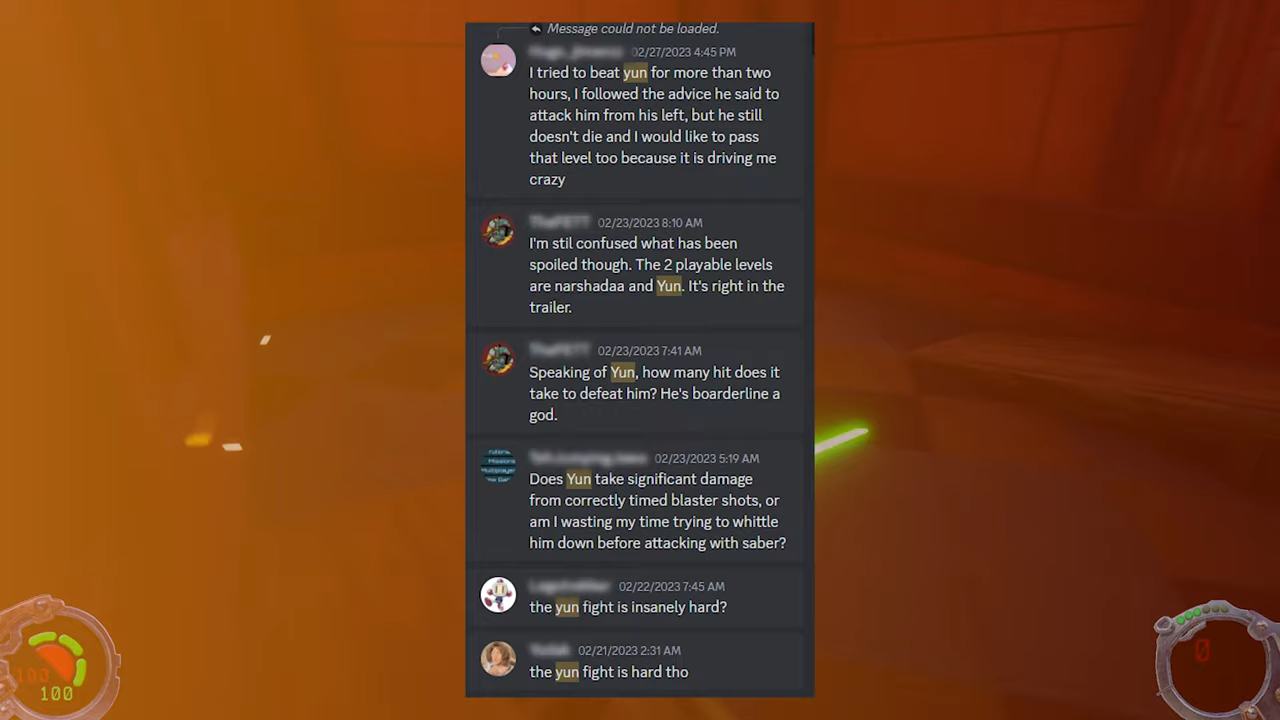 Message could not be loaded.
02/27/2023 4:45 PM
I tried to beat yun for more than two
hours, I followed the advice he said to
attack him from his left, but he still
doesn't die and I would like to pass
that level too because it is driving me
crazy
02/23/2023 8:10 AM
I'm stil confused what has been
spoiled though. The 2 playable levels
are narshadaa and Yun. It's right in the
trailer.
02/23/2023 7:41 AM
Speaking of Yun, how many hit does it
take to defeat him? He's boarderline a
god.
02/23/2023 5:19 AM
Does Yun take significant damage
from correctly timed blaster shots, or
am I wasting my time trying to whittle
him down before attacking with saber?
Missions
Multiplayer
02/22/2023 7:45 AM
the yun fight is insanely hard?
02/21/2023 2:31 AM
the yun fight is hard tho
100
100
0